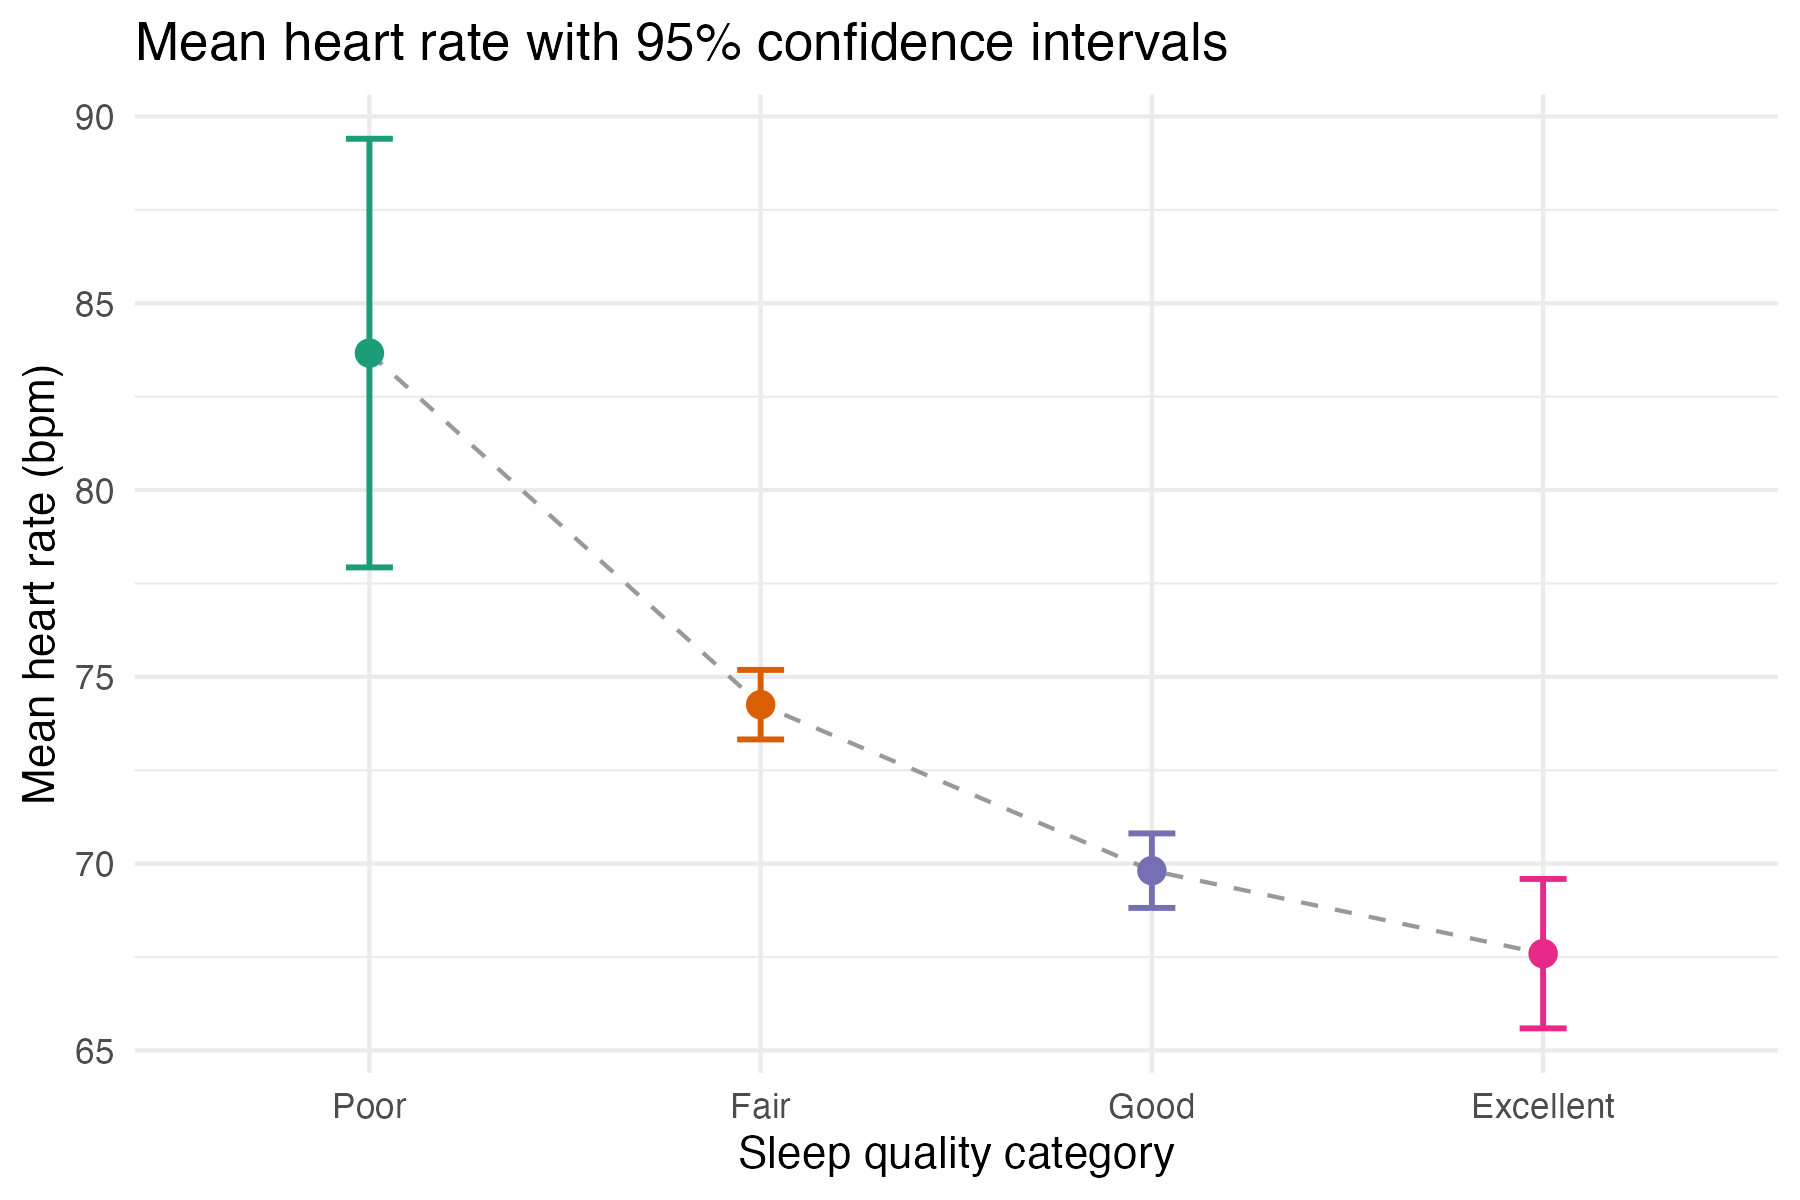 Mean heart rate with 95% confidence intervals
90
85
80
75
70
65
Mean heart rate (bpm)
Poor Fair Good Excellent
Sleep quality category